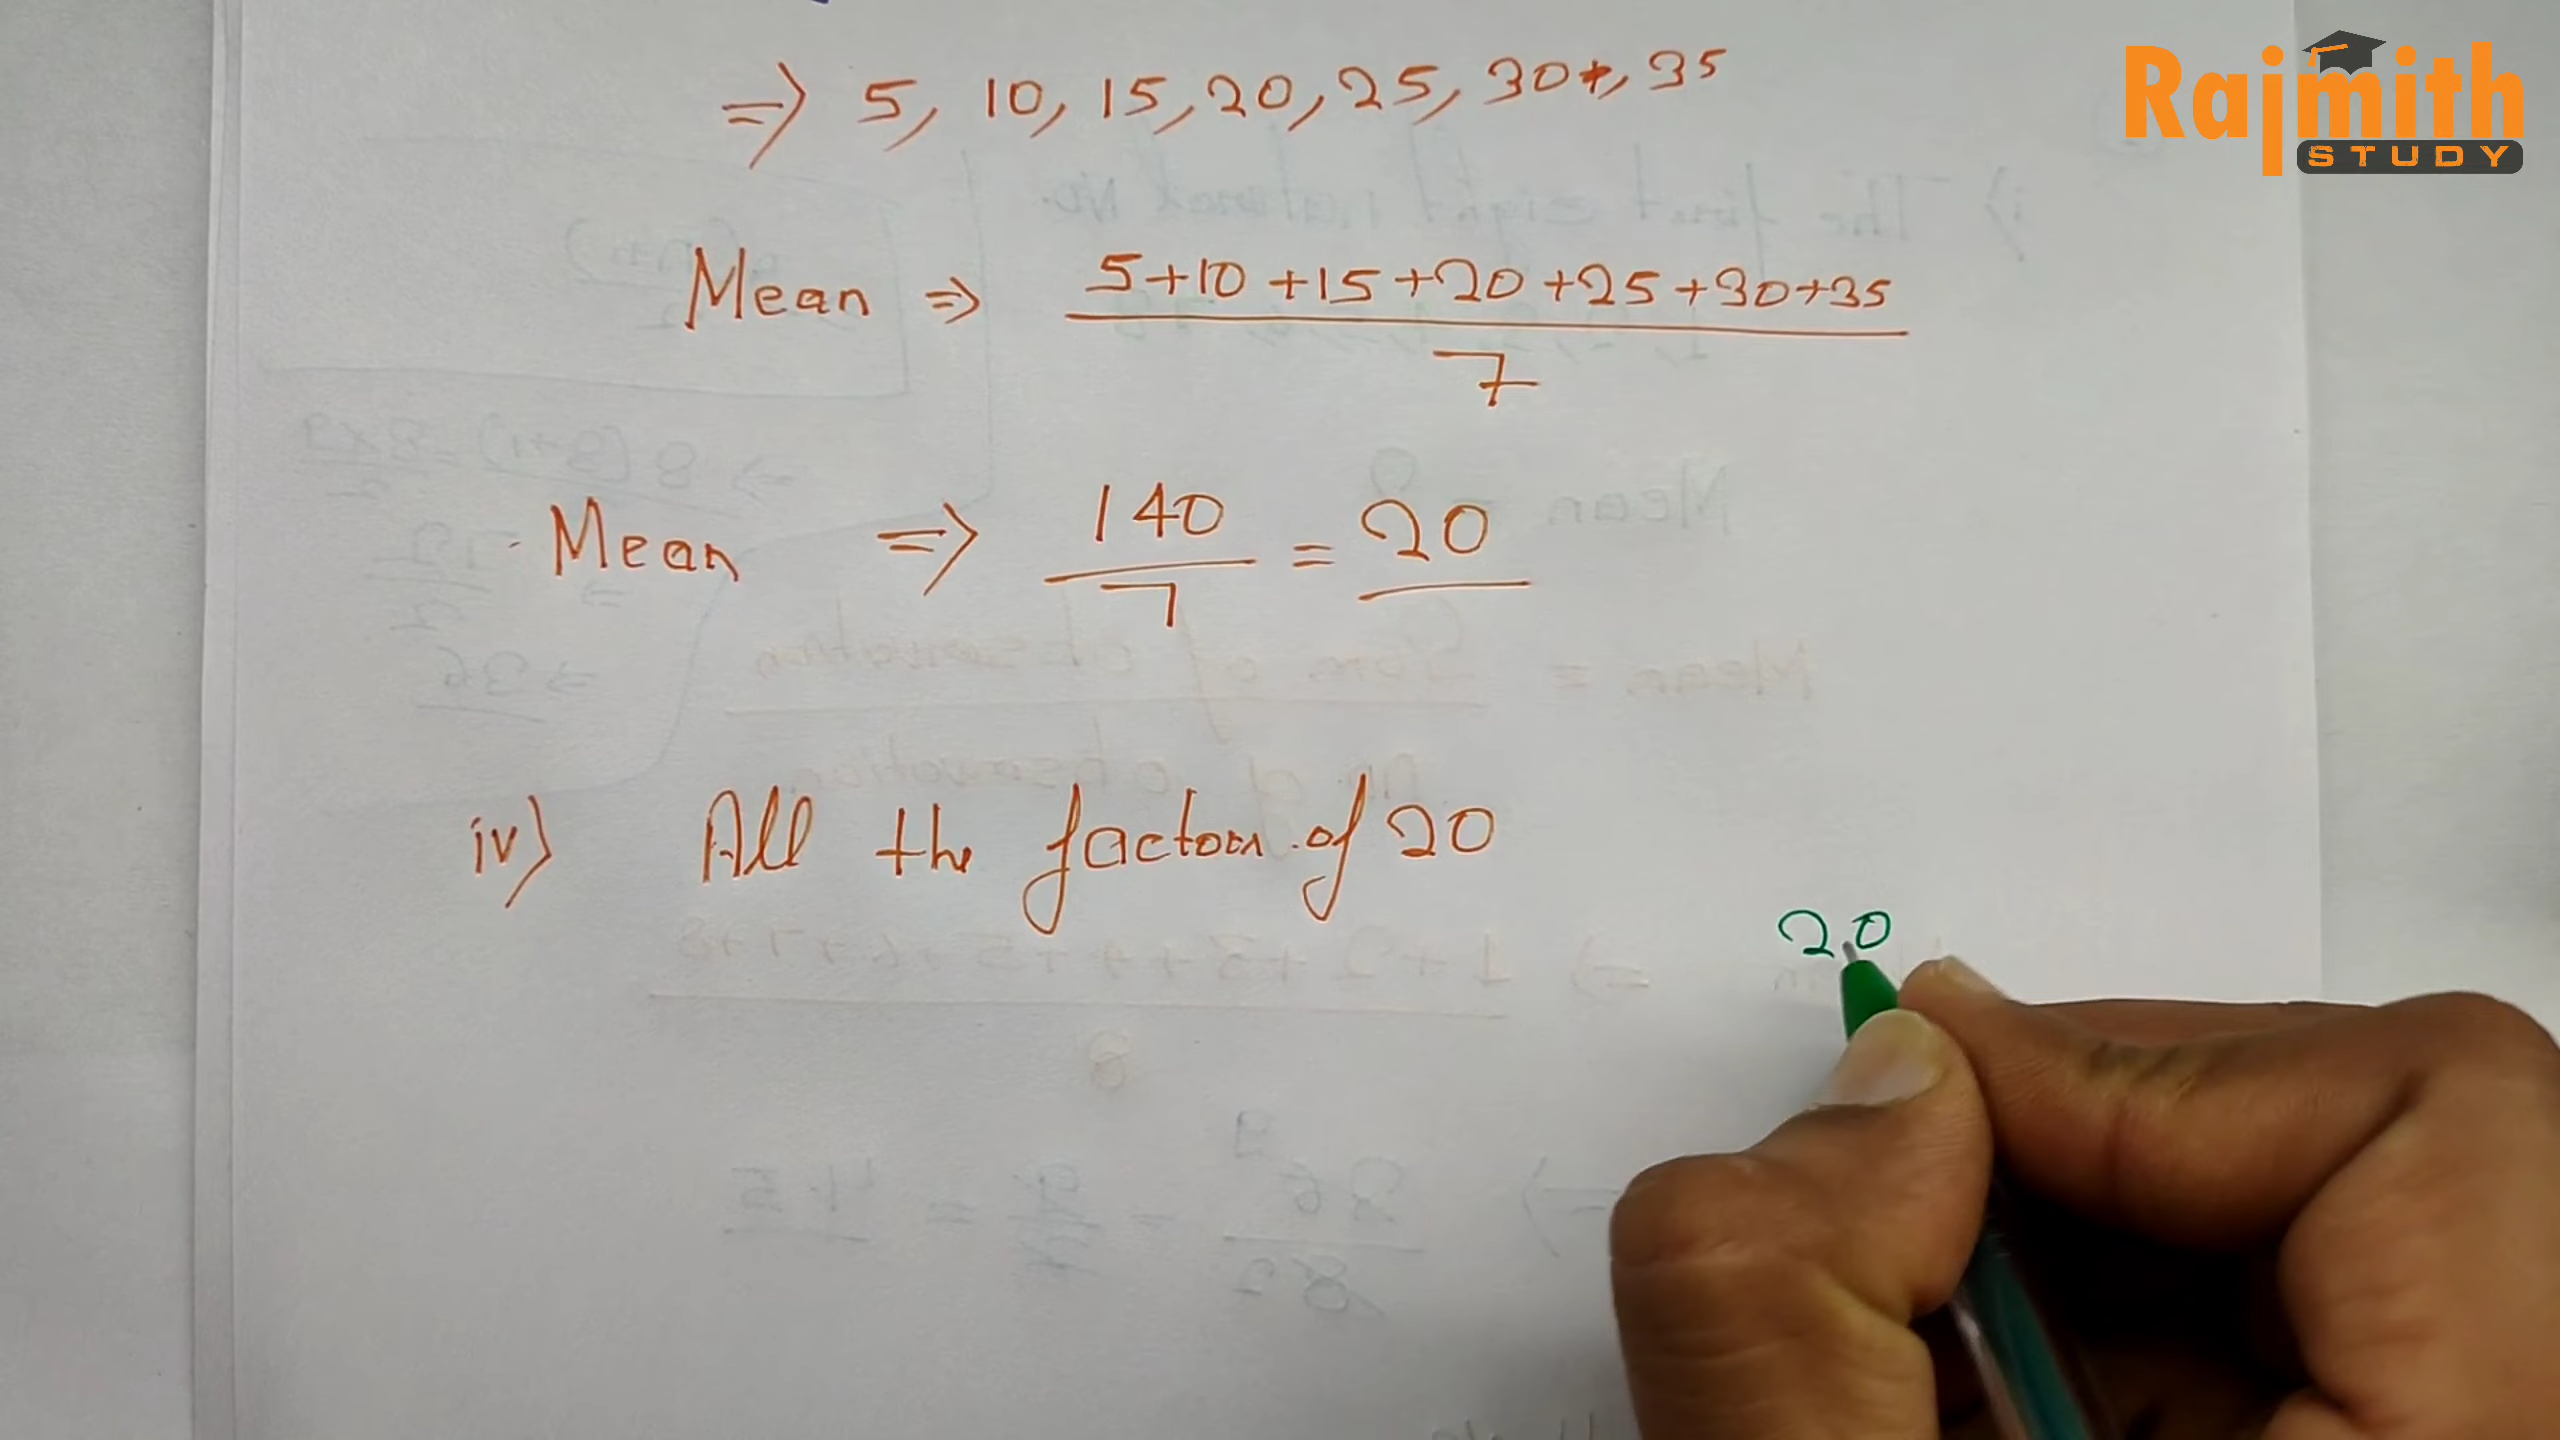 Rajmith
STUDY
=> 5, 10, 15, 20, 25, 30, 35
Mean => 5+10+15+20+25+30+35
7
Mean => 140 = 20
7
iv) All the factors of 20
20